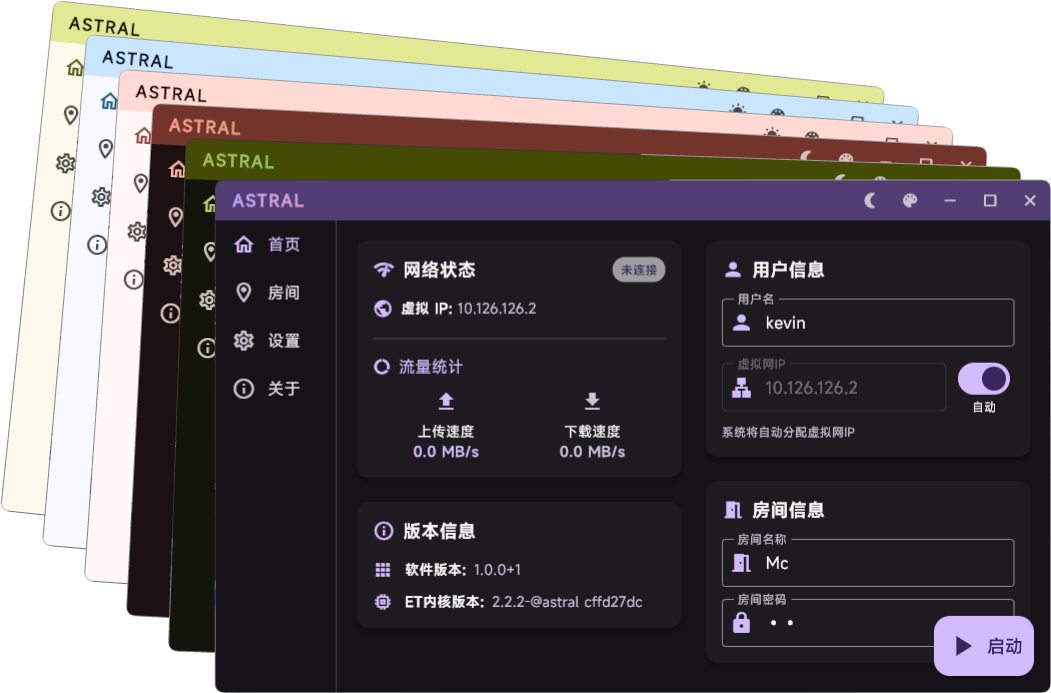 ASTRAL
ASTRAL
ASTRAL
ASTRAL
ASTRAL
ASTRAL
首页
房间
设置
关于
网络状态
未连接
虚拟 IP: 10.126.126.2
流量统计
上传速度
0.0 MB/s
下载速度
0.0 MB/s
版本信息
软件版本: 1.0.0+1
ET内核版本: 2.2.2-@astral cffd27dc
用户信息
用户名
kevin
虚拟网IP
10.126.126.2
自动
系统将自动分配虚拟网IP
房间信息
房间名称
Mc
房间密码
• •
启动